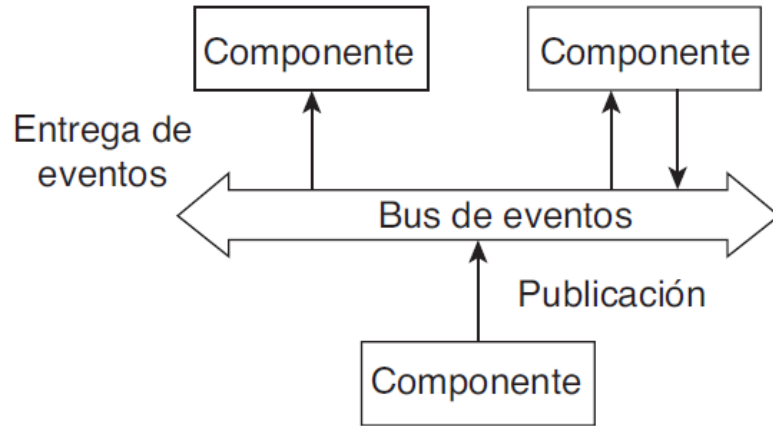 Componente
Componente
Entrega de
eventos
Bus de eventos
Publicación
Componente